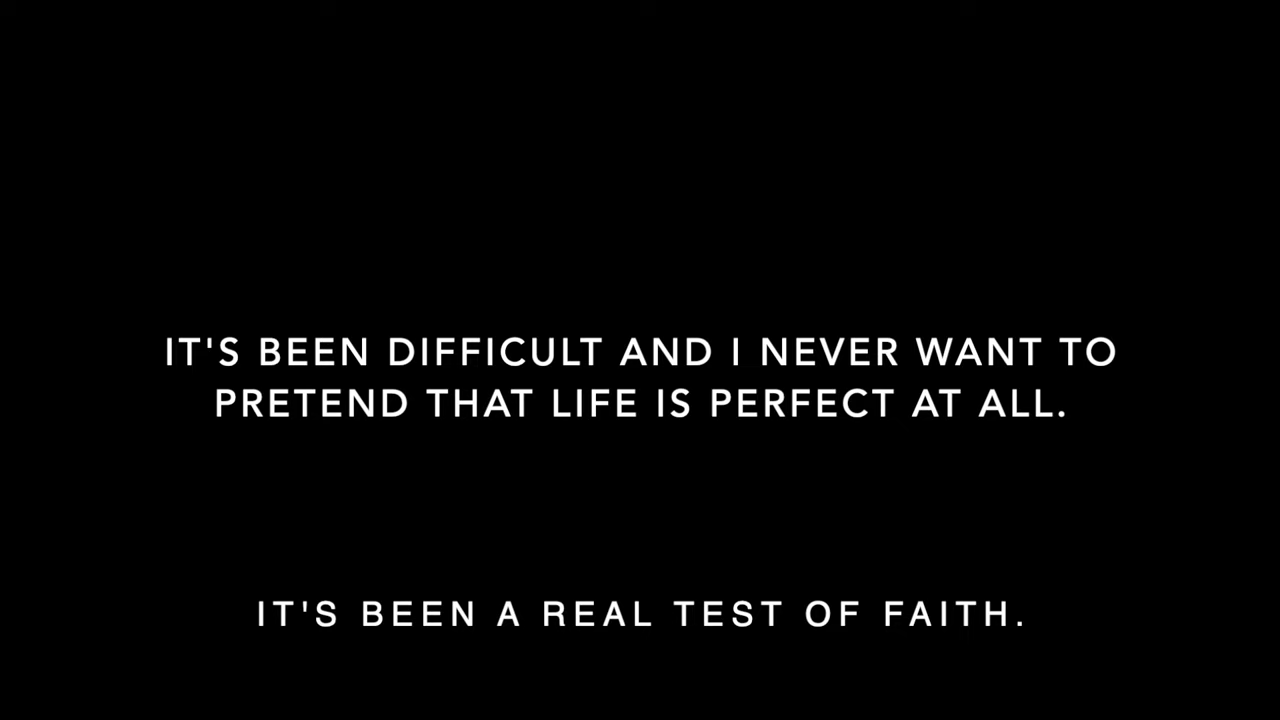 IT'S BEEN DIFFICULT AND I NEVER WANT TO
PRETEND THAT LIFE IS PERFECT AT ALL.
IT'S BEEN A REAL TEST OF FAITH.